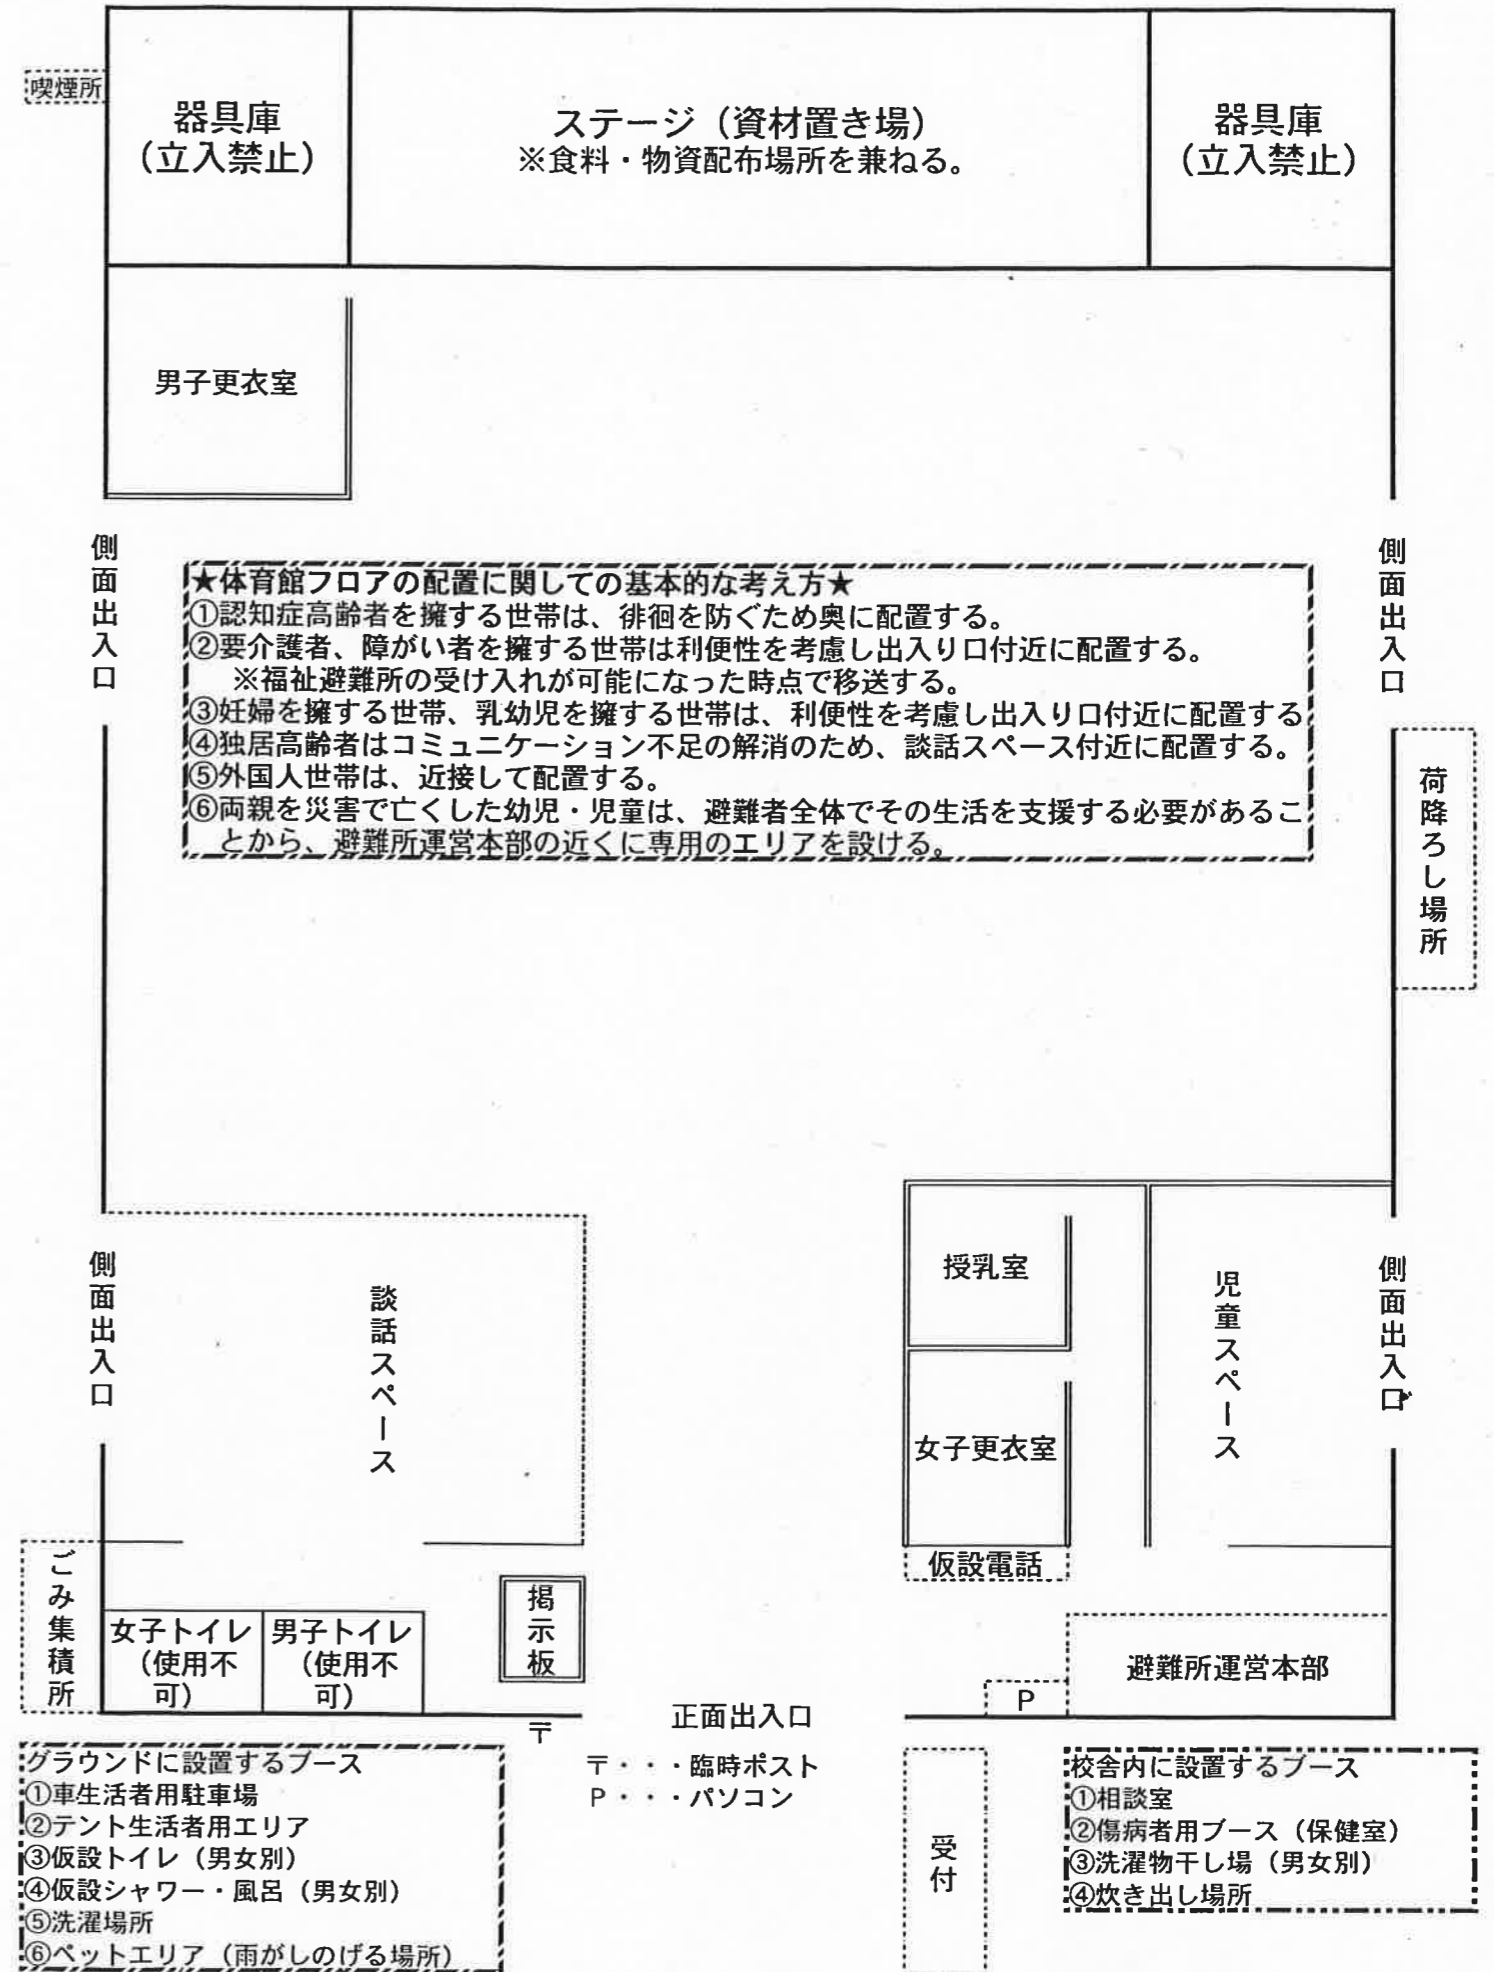 喫煙所
器具庫
（立入禁止）
ステージ（資材置き場）
※食料・物資配布場所を兼ねる。
器具庫
（立入禁止）
男子更衣室
側面出入口
側面出入口
★体育館フロアの配置に関しての基本的な考え方★
①認知症高齢者を擁する世帯は、徘徊を防ぐため奥に配置する。
②要介護者、障がい者を擁する世帯は利便性を考慮し出入り口付近に配置する。
※福祉避難所の受け入れが可能になった時点で移送する。
③妊婦を擁する世帯、乳幼児を擁する世帯は、利便性を考慮し出入り口付近に配置する
④独居高齢者はコミュニケーション不足の解消のため、談話スペース付近に配置する。
⑤外国人世帯は、近接して配置する。
⑥両親を災害で亡くした幼児・児童は、避難者全体でその生活を支援する必要があるこ
とから、避難所運営本部の近くに専用のエリアを設ける。
荷降ろし場所
側面出入口
談話スペース
授乳室
女子更衣室
児童スペース
側面出入口
仮設電話
ごみ集積所
女子トイレ
（使用不
可）
男子トイレ
（使用不
可）
掲示板
避難所運営本部
P
〒
正面出入口
〒・・・臨時ポスト
P・・・パソコン
グラウンドに設置するブース
①車生活者用駐車場
②テント生活者用エリア
③仮設トイレ（男女別）
④仮設シャワー・風呂（男女別）
⑤洗濯場所
⑥ペットエリア（雨がしのげる場所）
受付
校舎内に設置するブース
①相談室
②傷病者用ブース（保健室）
③洗濯物干し場（男女別）
④炊き出し場所